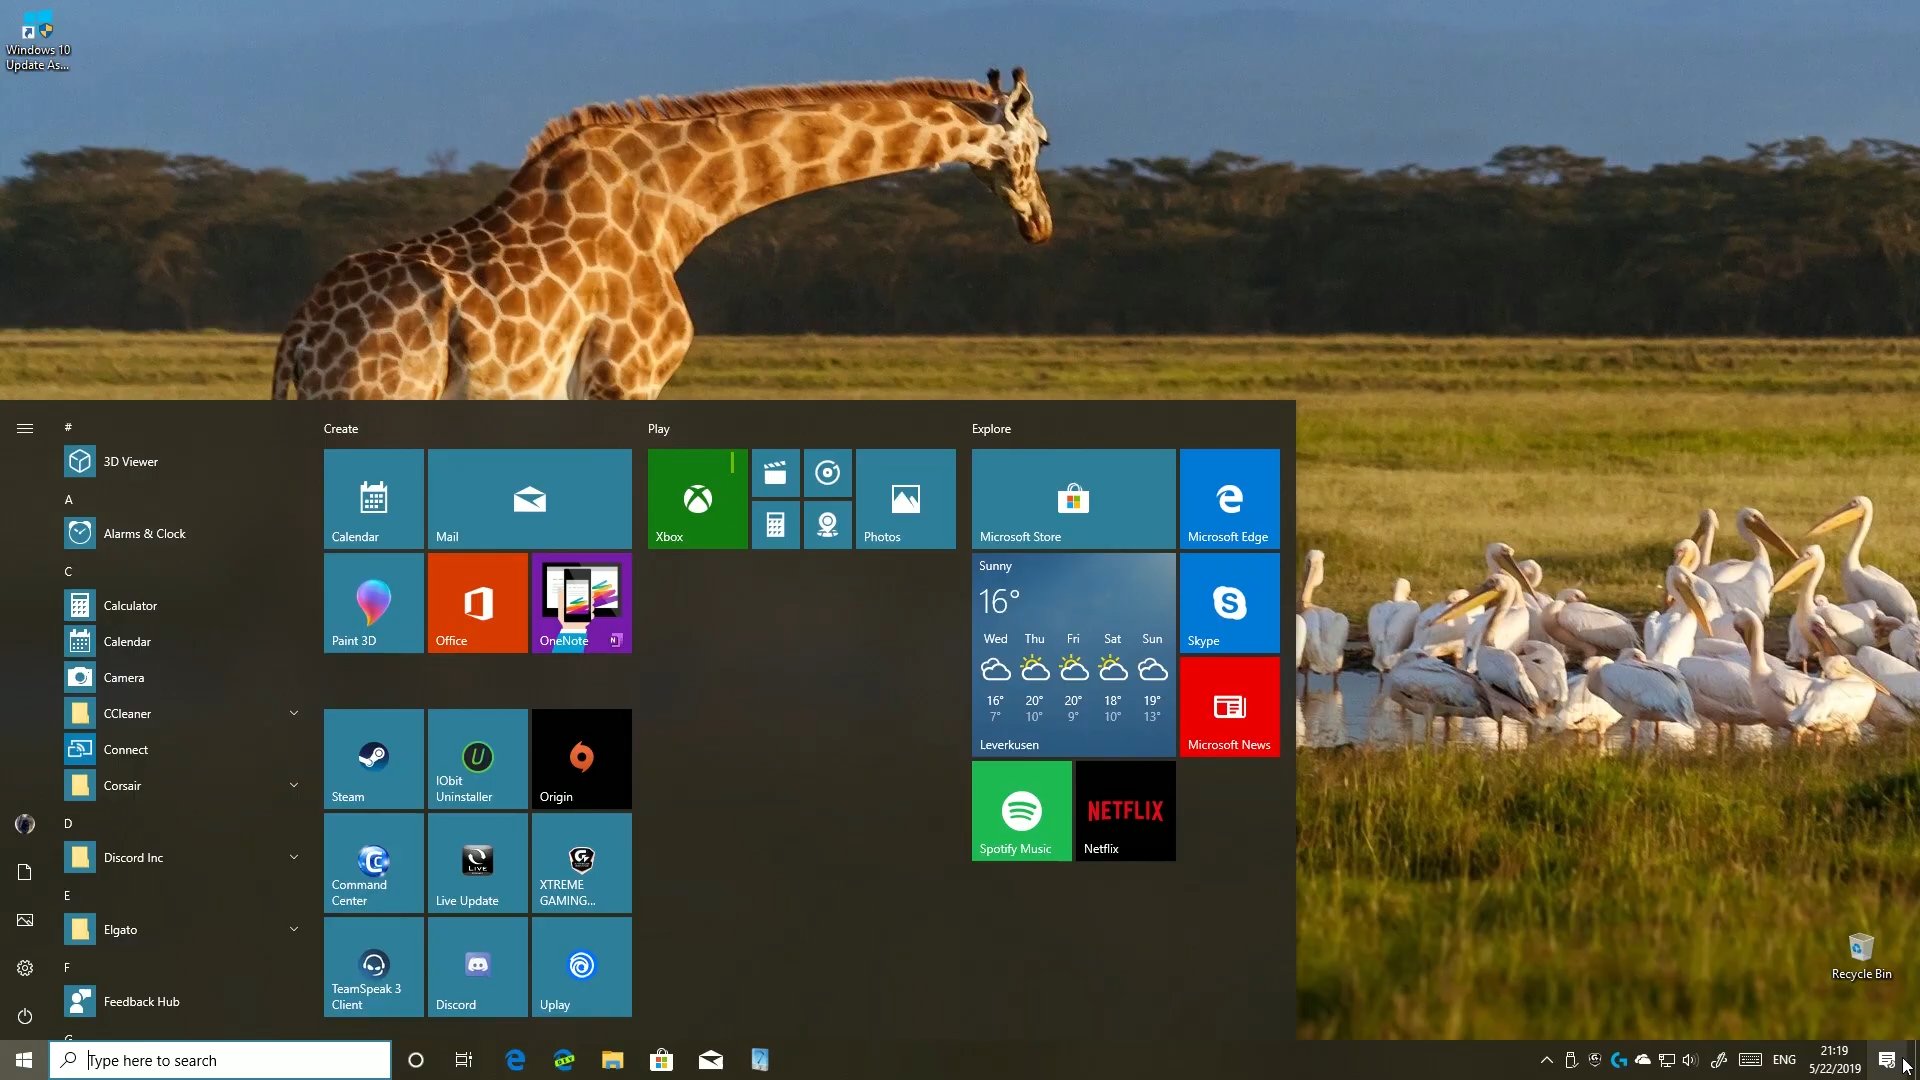 Windows 10
Update As...
#
3D Viewer
A
Alarms & Clock
C
Calculator
Calendar
Camera
CCleaner
Connect
Corsair
D
Discord Inc
E
Elgato
F
Feedback Hub
Create
Calendar
Mail
Paint 3D
Office
OneNote
N
Steam
IObit
Uninstaller
U
Origin
Command
Center
C
LIVE
Live Update
XTREME
GAMING...
TeamSpeak 3
Client
Discord
Uplay
Play
Xbox
Photos
Explore
Microsoft Store
Microsoft Edge
Sunny
16°
Wed Thu Fri Sat Sun
16° 20° 20° 18° 19°
7° 10° 9° 10° 13°
Leverkusen
S
Skype
Microsoft News
Spotify Music
NETFLIX
Netflix
Recycle Bin
Type here to search
ENG
21:19
5/22/2019